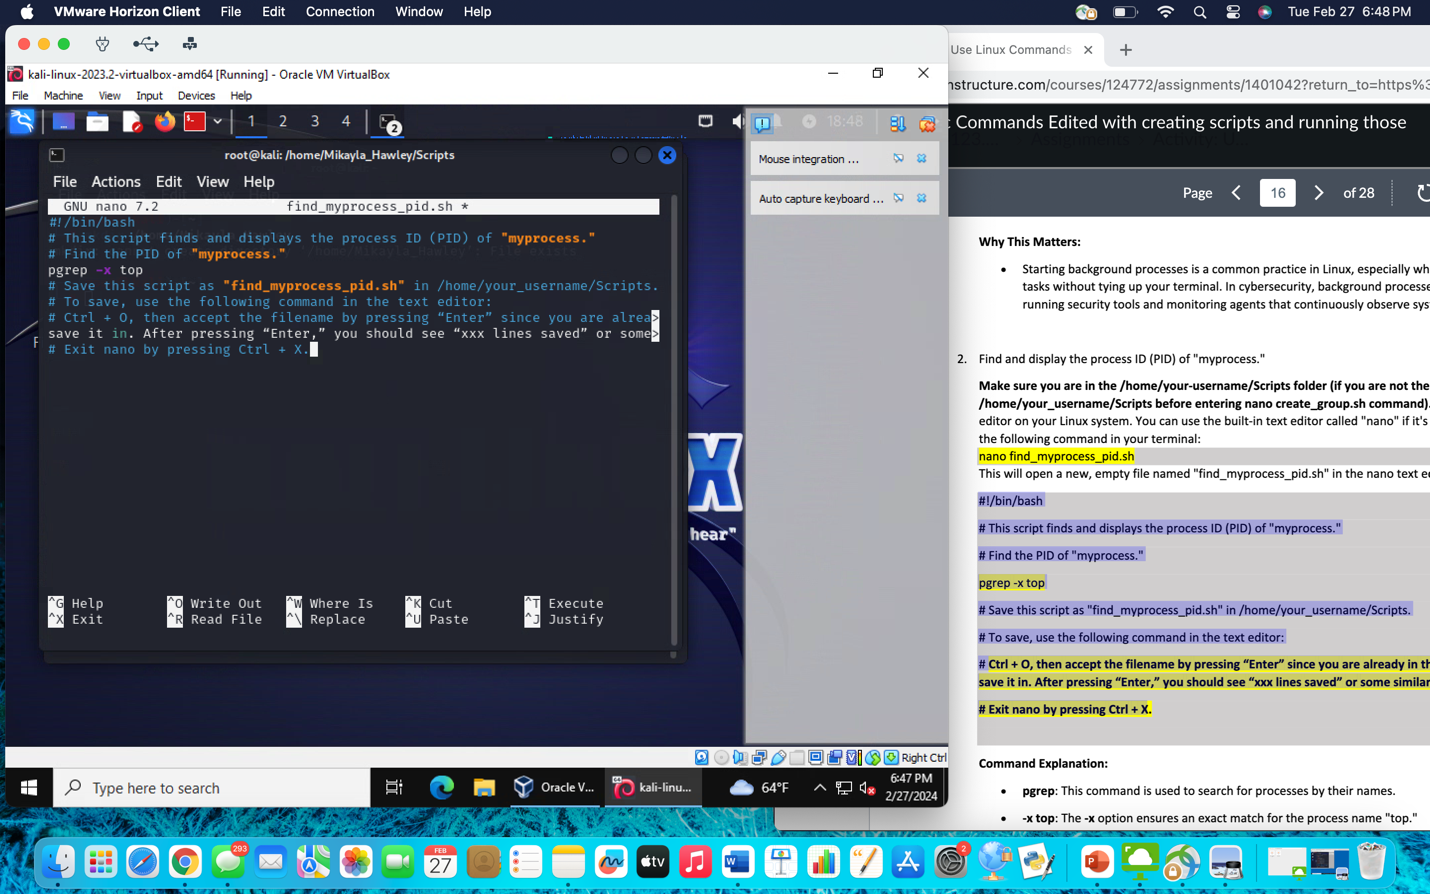 VMware Horizon Client File Edit Connection Window Help
Tue Feb 27 6:48 PM
kali-linux-2023.2-virtualbox-amd64 [Running] - Oracle VM VirtualBox
File Machine View Input Devices Help
1 2 3 4 2
18:48
root@kali: /home/Mikayla_Hawley/Scripts
File Actions Edit View Help
GNU nano 7.2 find_myprocess_pid.sh *
#!/bin/bash
# This script finds and displays the process ID (PID) of "myprocess."
# Find the PID of "myprocess."
pgrep -x top
# Save this script as "find_myprocess_pid.sh" in /home/your_username/Scripts.
# To save, use the following command in the text editor:
# Ctrl + O, then accept the filename by pressing “Enter” since you are alrea>
save it in. After pressing “Enter,” you should see “xxx lines saved” or some>
# Exit nano by pressing Ctrl + X.
^G Help ^O Write Out ^W Where Is ^K Cut ^T Execute
^X Exit ^R Read File ^\ Replace ^U Paste ^J Justify
Mouse integration ...
Auto capture keyboard ...
X
hear"
Right Ctrl
Type here to search
Oracle V...
kali-linu...
64°F
6:47 PM
2/27/2024
Use Linux Commands
nstructure.com/courses/124772/assignments/1401042?return_to=https%3
: Commands Edited with creating scripts and running those
Page 16 of 28
Why This Matters:
• Starting background processes is a common practice in Linux, especially wh
tasks without tying up your terminal. In cybersecurity, background processe
running security tools and monitoring agents that continuously observe sys
2. Find and display the process ID (PID) of "myprocess."
Make sure you are in the /home/your-username/Scripts folder (if you are not the
/home/your_username/Scripts before entering nano create_group.sh command).
editor on your Linux system. You can use the built-in text editor called "nano" if it's
the following command in your terminal:
nano find_myprocess_pid.sh
This will open a new, empty file named "find_myprocess_pid.sh" in the nano text e
#!/bin/bash
# This script finds and displays the process ID (PID) of "myprocess."
# Find the PID of "myprocess."
pgrep -x top
# Save this script as "find_myprocess_pid.sh" in /home/your_username/Scripts.
# To save, use the following command in the text editor:
# Ctrl + O, then accept the filename by pressing “Enter” since you are already in th
save it in. After pressing “Enter,” you should see “xxx lines saved” or some similar
# Exit nano by pressing Ctrl + X.
Command Explanation:
• pgrep: This command is used to search for processes by their names.
• -x top: The -x option ensures an exact match for the process name "top."
293
FEB
27
tv
2